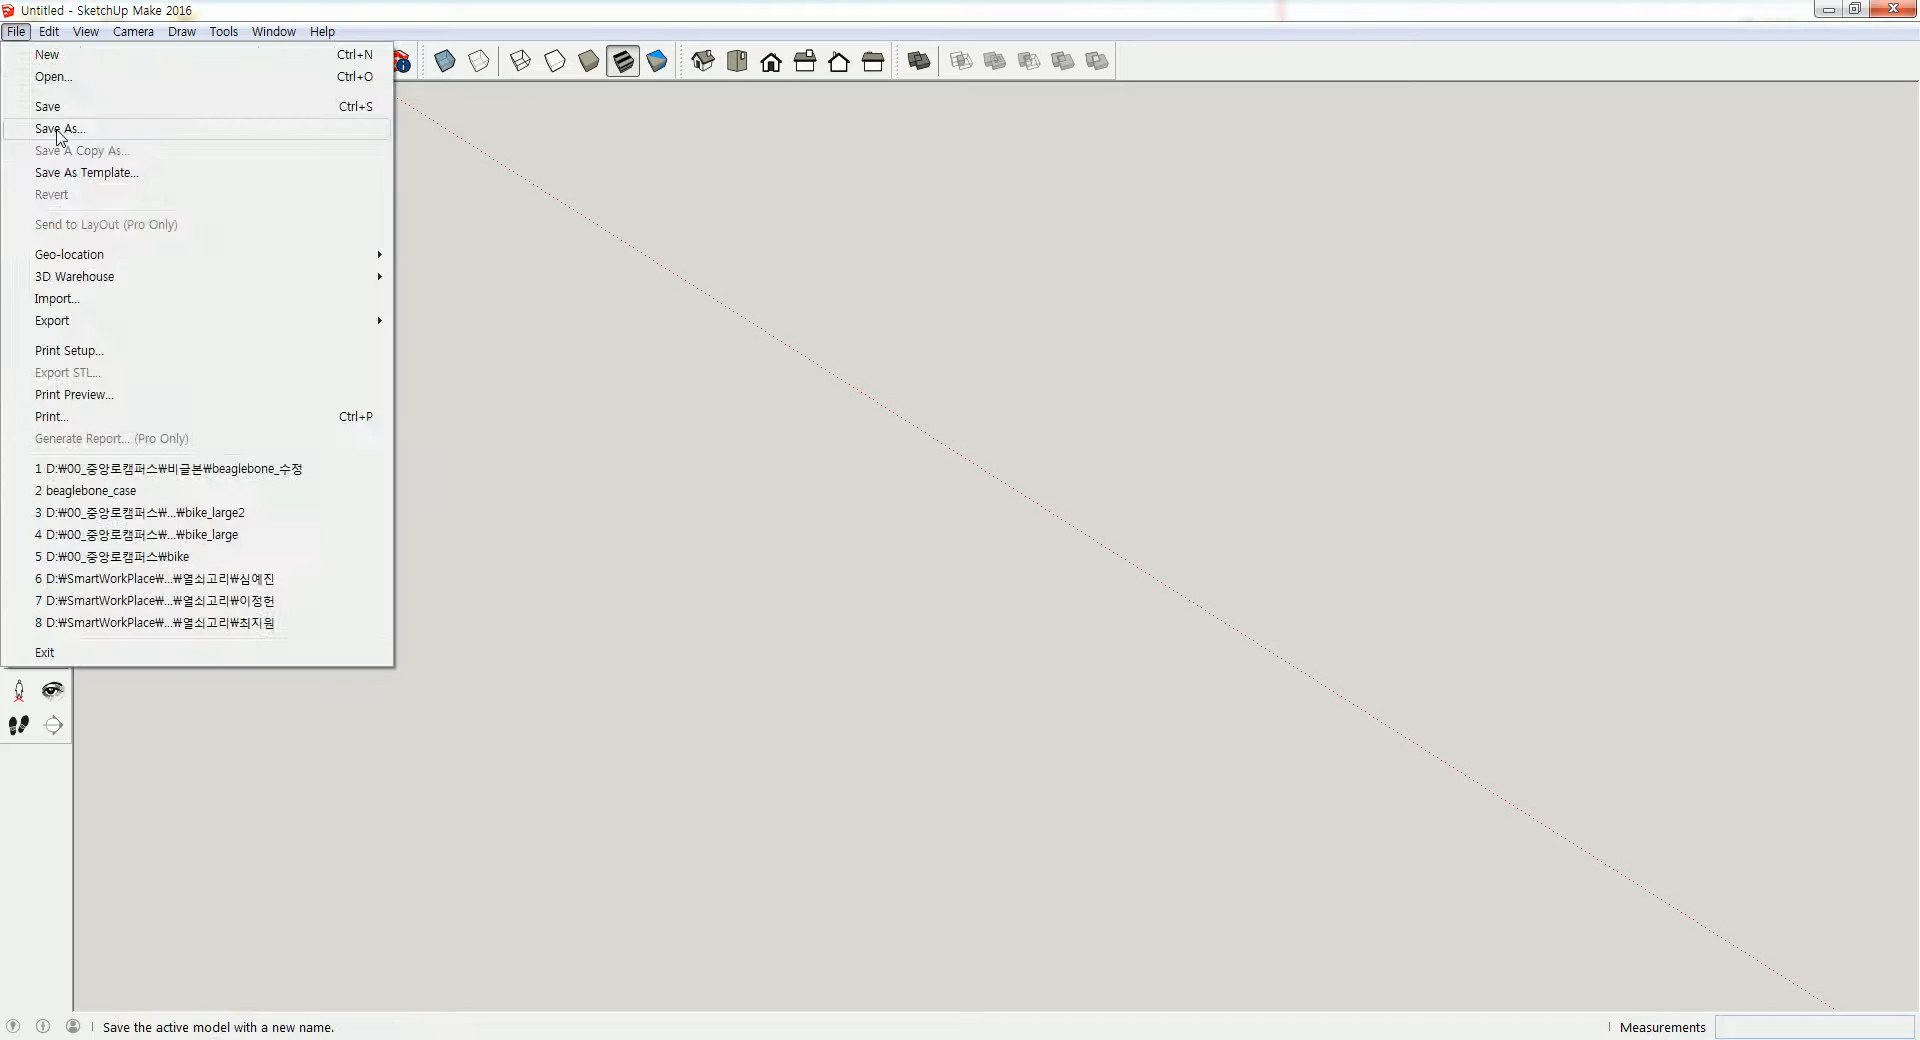 Untitled - SketchUp Make 2016
File Edit View Camera Draw Tools Window Help
New Ctrl+N
Open... Ctrl+O
Save Ctrl+S
Save As...
Save A Copy As...
Save As Template...
Revert
Send to LayOut (Pro Only)
Geo-location
3D Warehouse
Import...
Export
Print Setup...
Export STL...
Print Preview...
Print... Ctrl+P
Generate Report... (Pro Only)
1 D:₩00_중앙로캠퍼스₩비글본₩beaglebone_수정
2 beaglebone_case
3 D:₩00_중앙로캠퍼스₩...₩bike_large2
4 D:₩00_중앙로캠퍼스₩...₩bike_large
5 D:₩00_중앙로캠퍼스₩bike
6 D:₩SmartWorkPlace₩...₩열쇠고리₩심예진
7 D:₩SmartWorkPlace₩...₩열쇠고리₩이정헌
8 D:₩SmartWorkPlace₩...₩열쇠고리₩최지원
Exit
Save the active model with a new name. Measurements